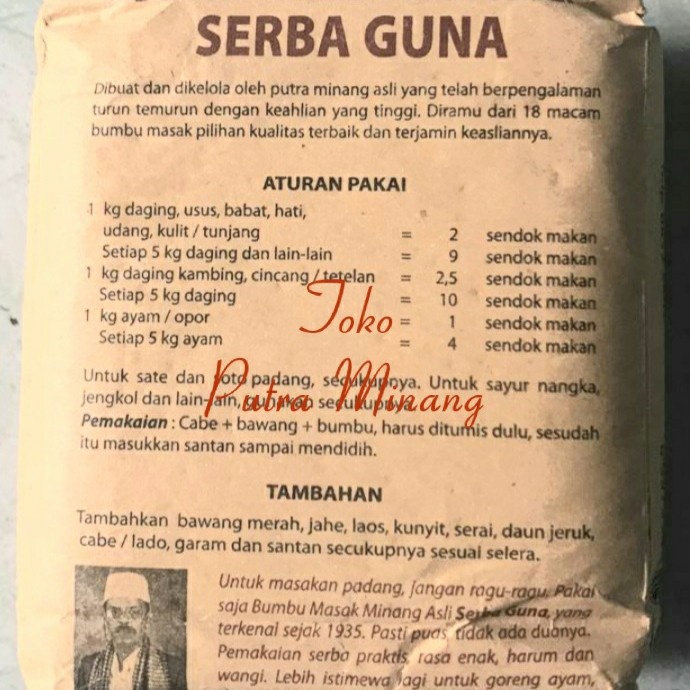 SERBA GUNA
Dibuat dan dikelola oleh putra minang asli yang telah berpengalaman
turun temurun dengan keahlian yang tinggi. Diramu dari 18 macam
bumbu masak pilihan kualitas terbaik dan terjamin keasliannya.
ATURAN PAKAI
1 kg daging, usus, babat, hati,
udang, kulit / tunjang = 2 sendok makan
Setiap 5 kg daging dan lain-lain = 9 sendok makan
1 kg daging kambing, cincang / tetelan = 2,5 sendok makan
Setiap 5 kg daging = 10 sendok makan
1 kg ayam / opor = 1 sendok makan
Setiap 5 kg ayam = 4 sendok makan
Toko
Putra Minang
Untuk sate dan soto padang, secukupnya. Untuk sayur nangka,
jengkol dan lain-lain, gunakan secukupnya.
Pemakaian : Cabe + bawang + bumbu, harus ditumis dulu, sesudah
itu masukkan santan sampai mendidih.
TAMBAHAN
Tambahkan bawang merah, jahe, laos, kunyit, serai, daun jeruk,
cabe / lado, garam dan santan secukupnya sesuai selera.
Untuk masakan padang, jangan ragu-ragu, Pakai
saja Bumbu Masak Minang Asli Serba Guna, yang
terkenal sejak 1935. Pasti puas, tidak ada duanya.
Pemakaian serba praktis, rasa enak, harum dan
wangi. Lebih istimewa lagi untuk goreng ayam,